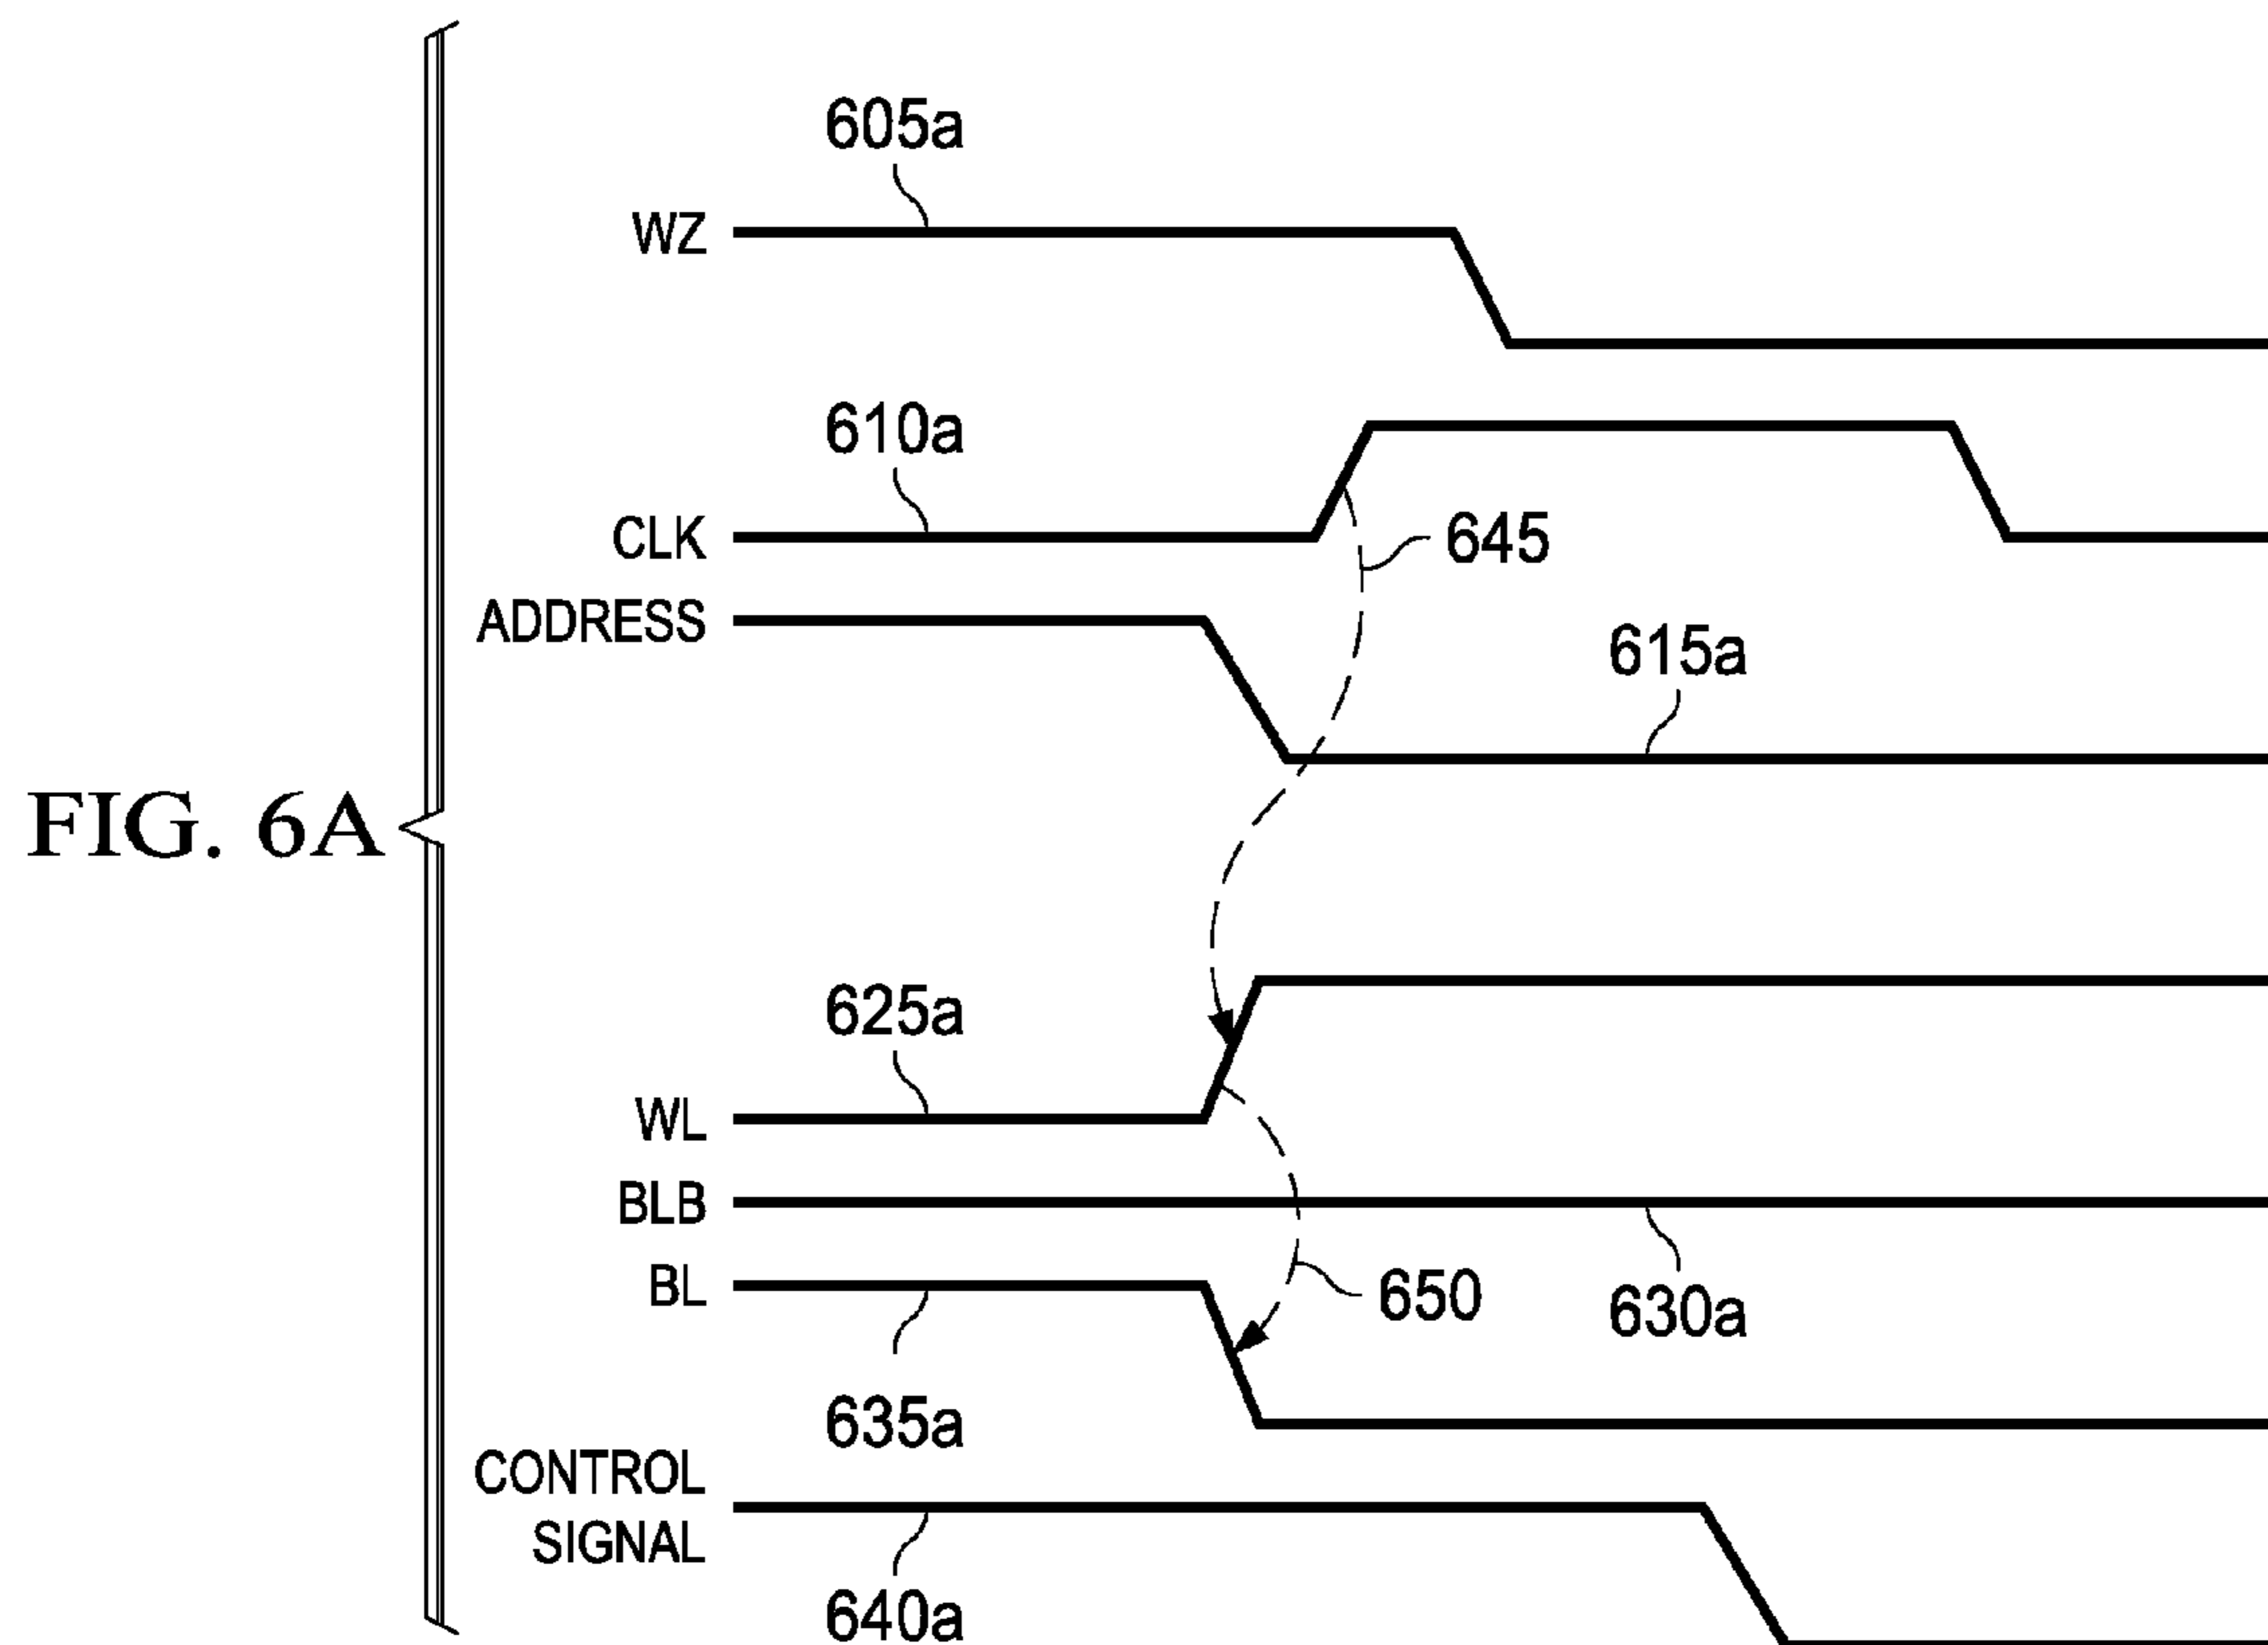 605a
WZ
610a
CLK
645
ADDRESS
615a
FIG. 6A
625a
WL
BLB
BL
650
630a
635a
CONTROL
SIGNAL
640a